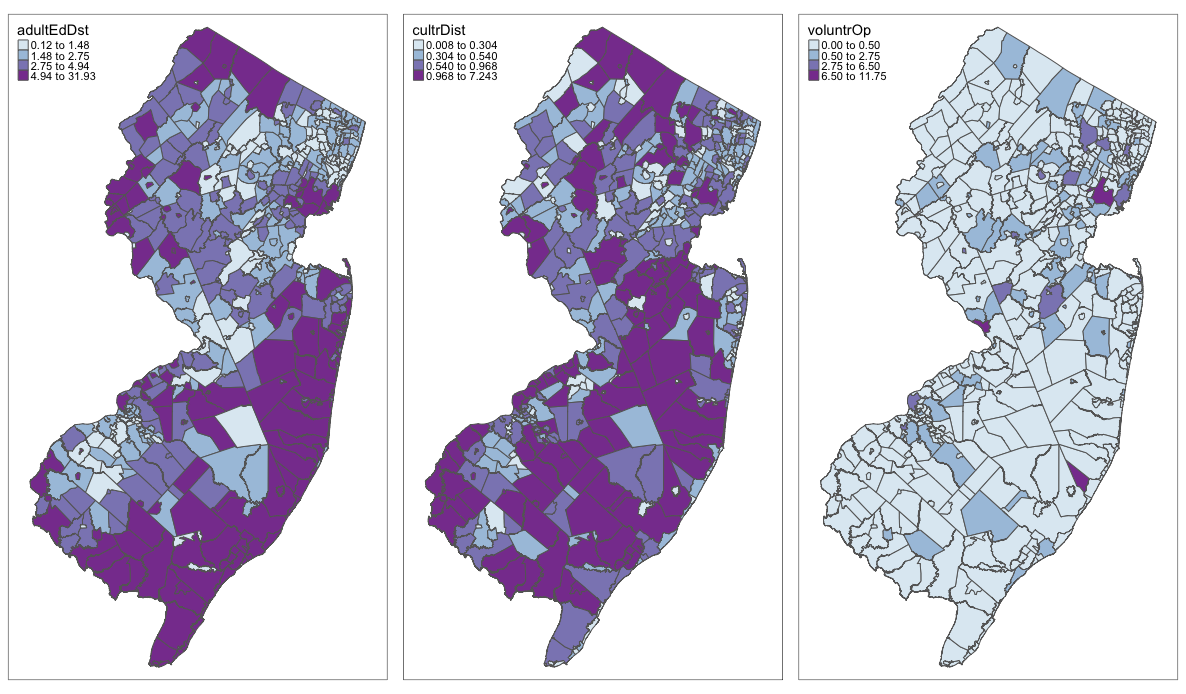 adultEdDst
0.12 to 1.48
1.48 to 2.75
2.75 to 4.94
4.94 to 31.93
cultrDist
0.008 to 0.304
0.304 to 0.540
0.540 to 0.968
0.968 to 7.243
voluntrOp
0.00 to 0.50
0.50 to 2.75
2.75 to 6.50
6.50 to 11.75